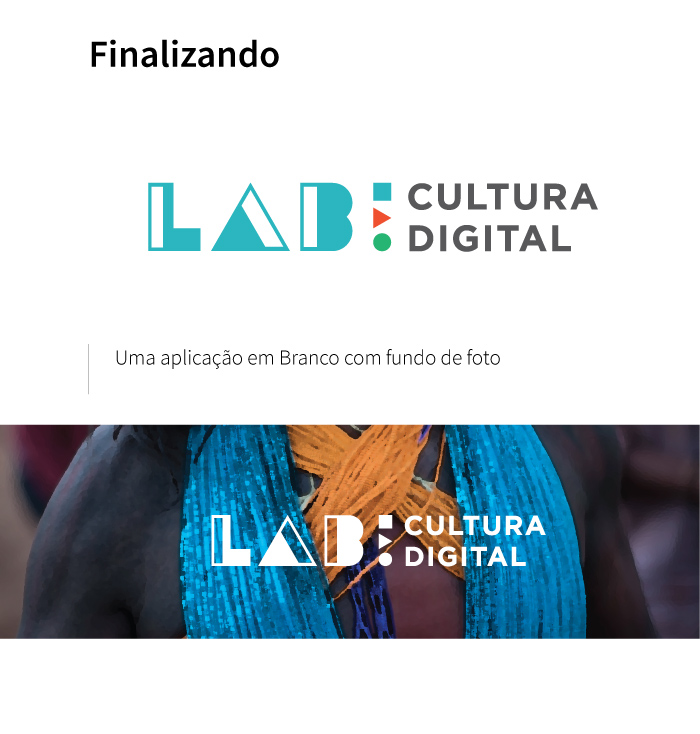 Finalizando
LAB
CULTURA
DIGITAL
Uma aplicação em Branco com fundo de foto
LAB
CULTURA
DIGITAL